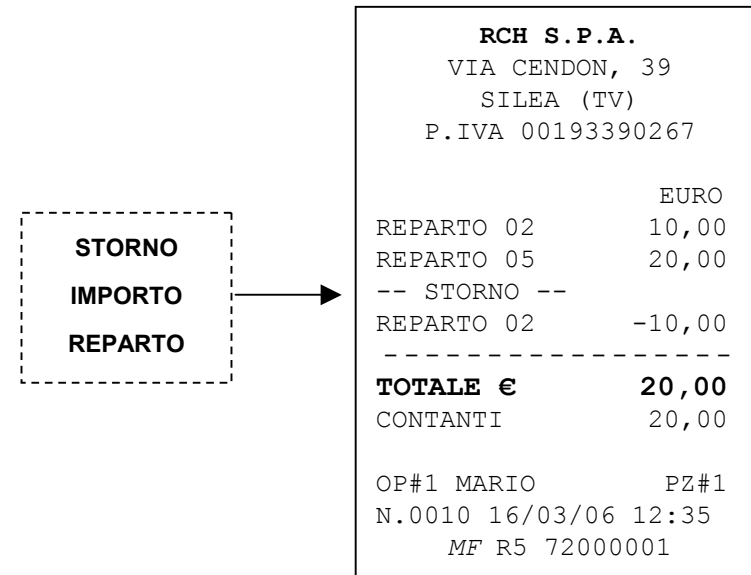 STORNO
IMPORTO
REPARTO
RCH S.P.A.
VIA CENDON, 39
SILEA (TV)
P.IVA 00193390267
EURO
REPARTO 02 10,00
REPARTO 05 20,00
-- STORNO --
REPARTO 02 -10,00
- - - - - - - - - - - - - - - - -
TOTALE € 20,00
CONTANTI 20,00
OP#1 MARIO PZ#1
N.0010 16/03/06 12:35
MF R5 72000001